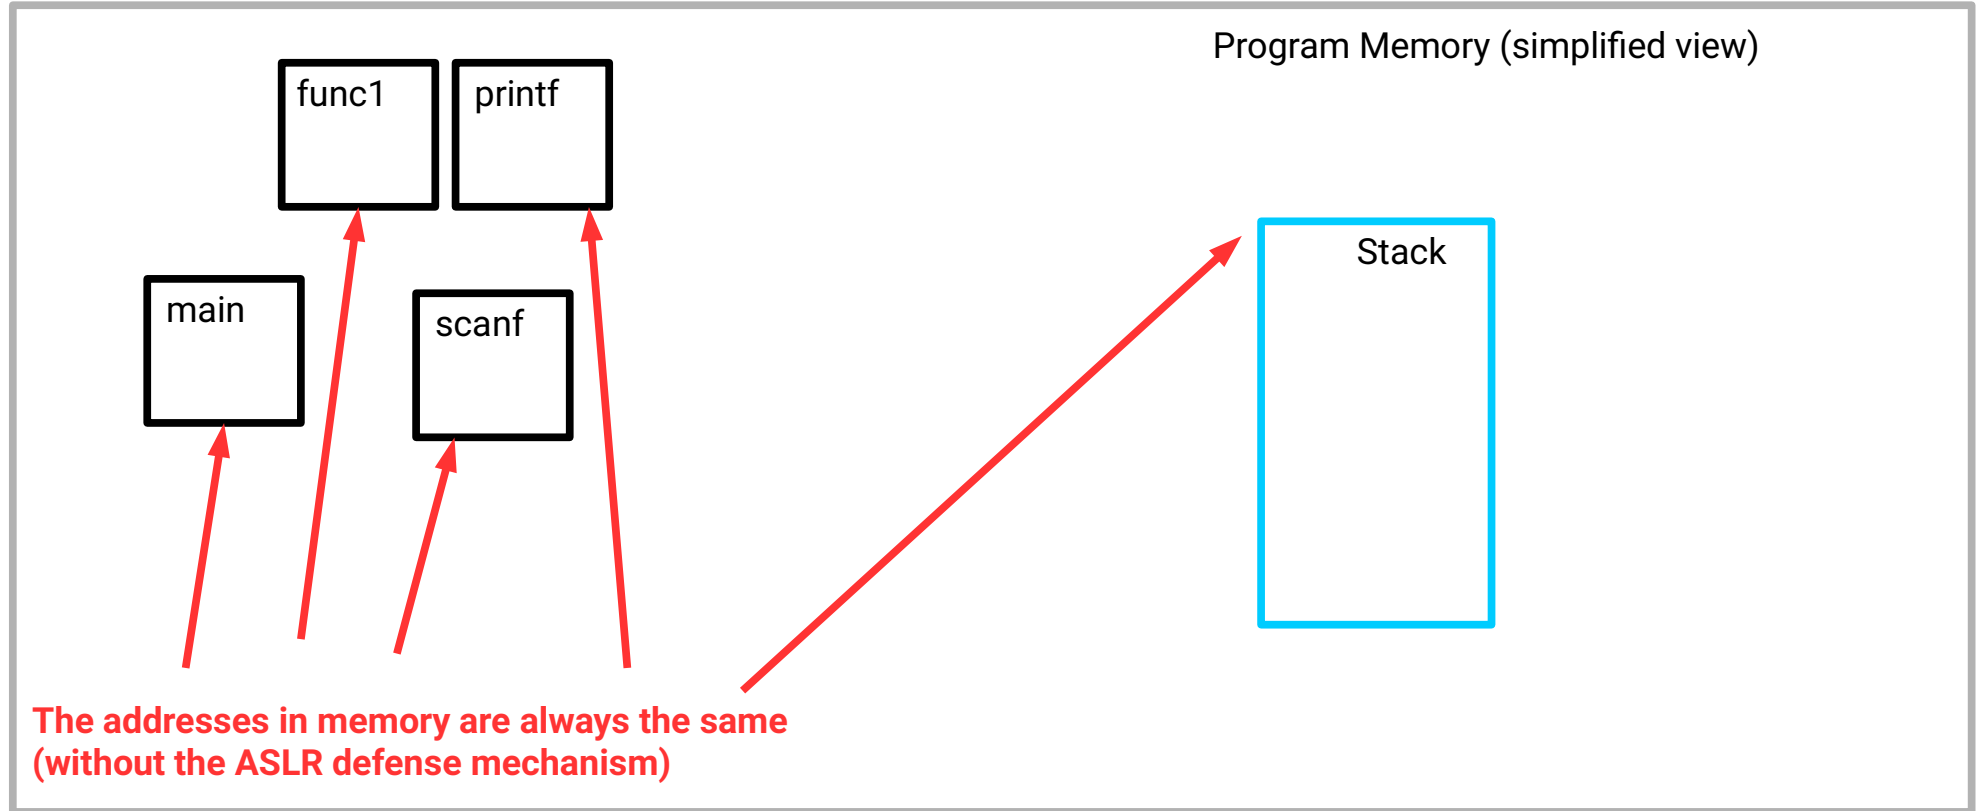 Program Memory (simplified view)
func1
printf
Stack
main
scanf
The addresses in memory are always the same
(without the ASLR defense mechanism)